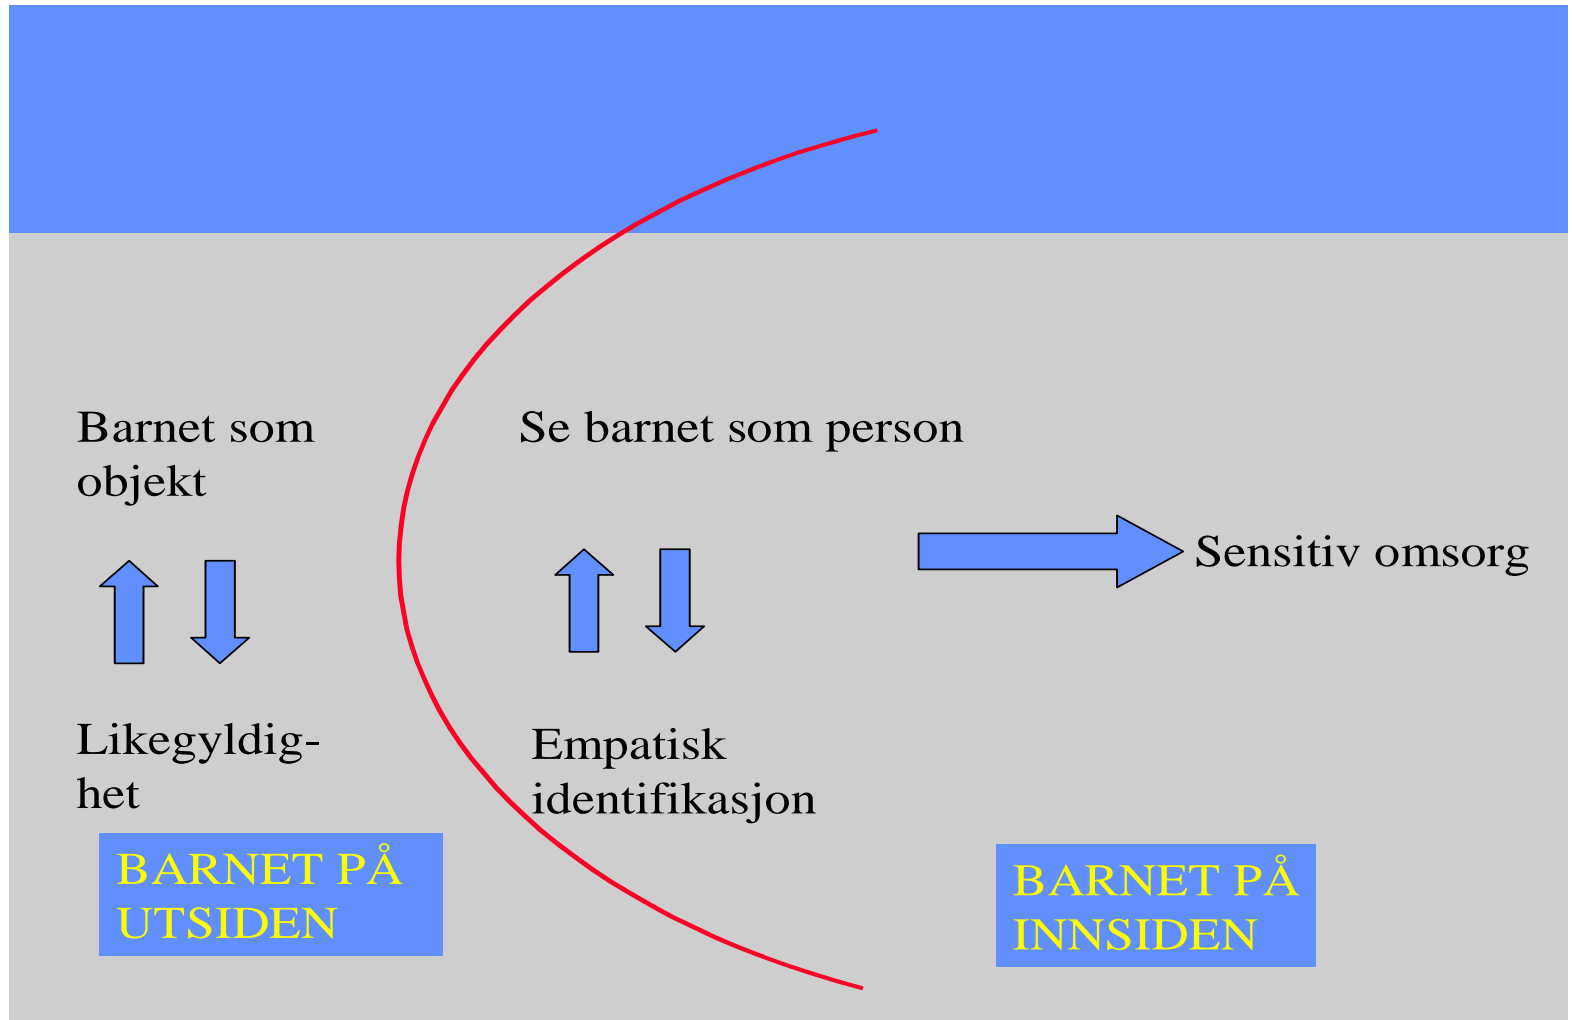 Barnet som
objekt
Se barnet som person
Sensitiv omsorg
Likegyldig-
het
Empatisk
identifikasjon
BARNET PÅ
UTSIDEN
BARNET PÅ
INNSIDEN